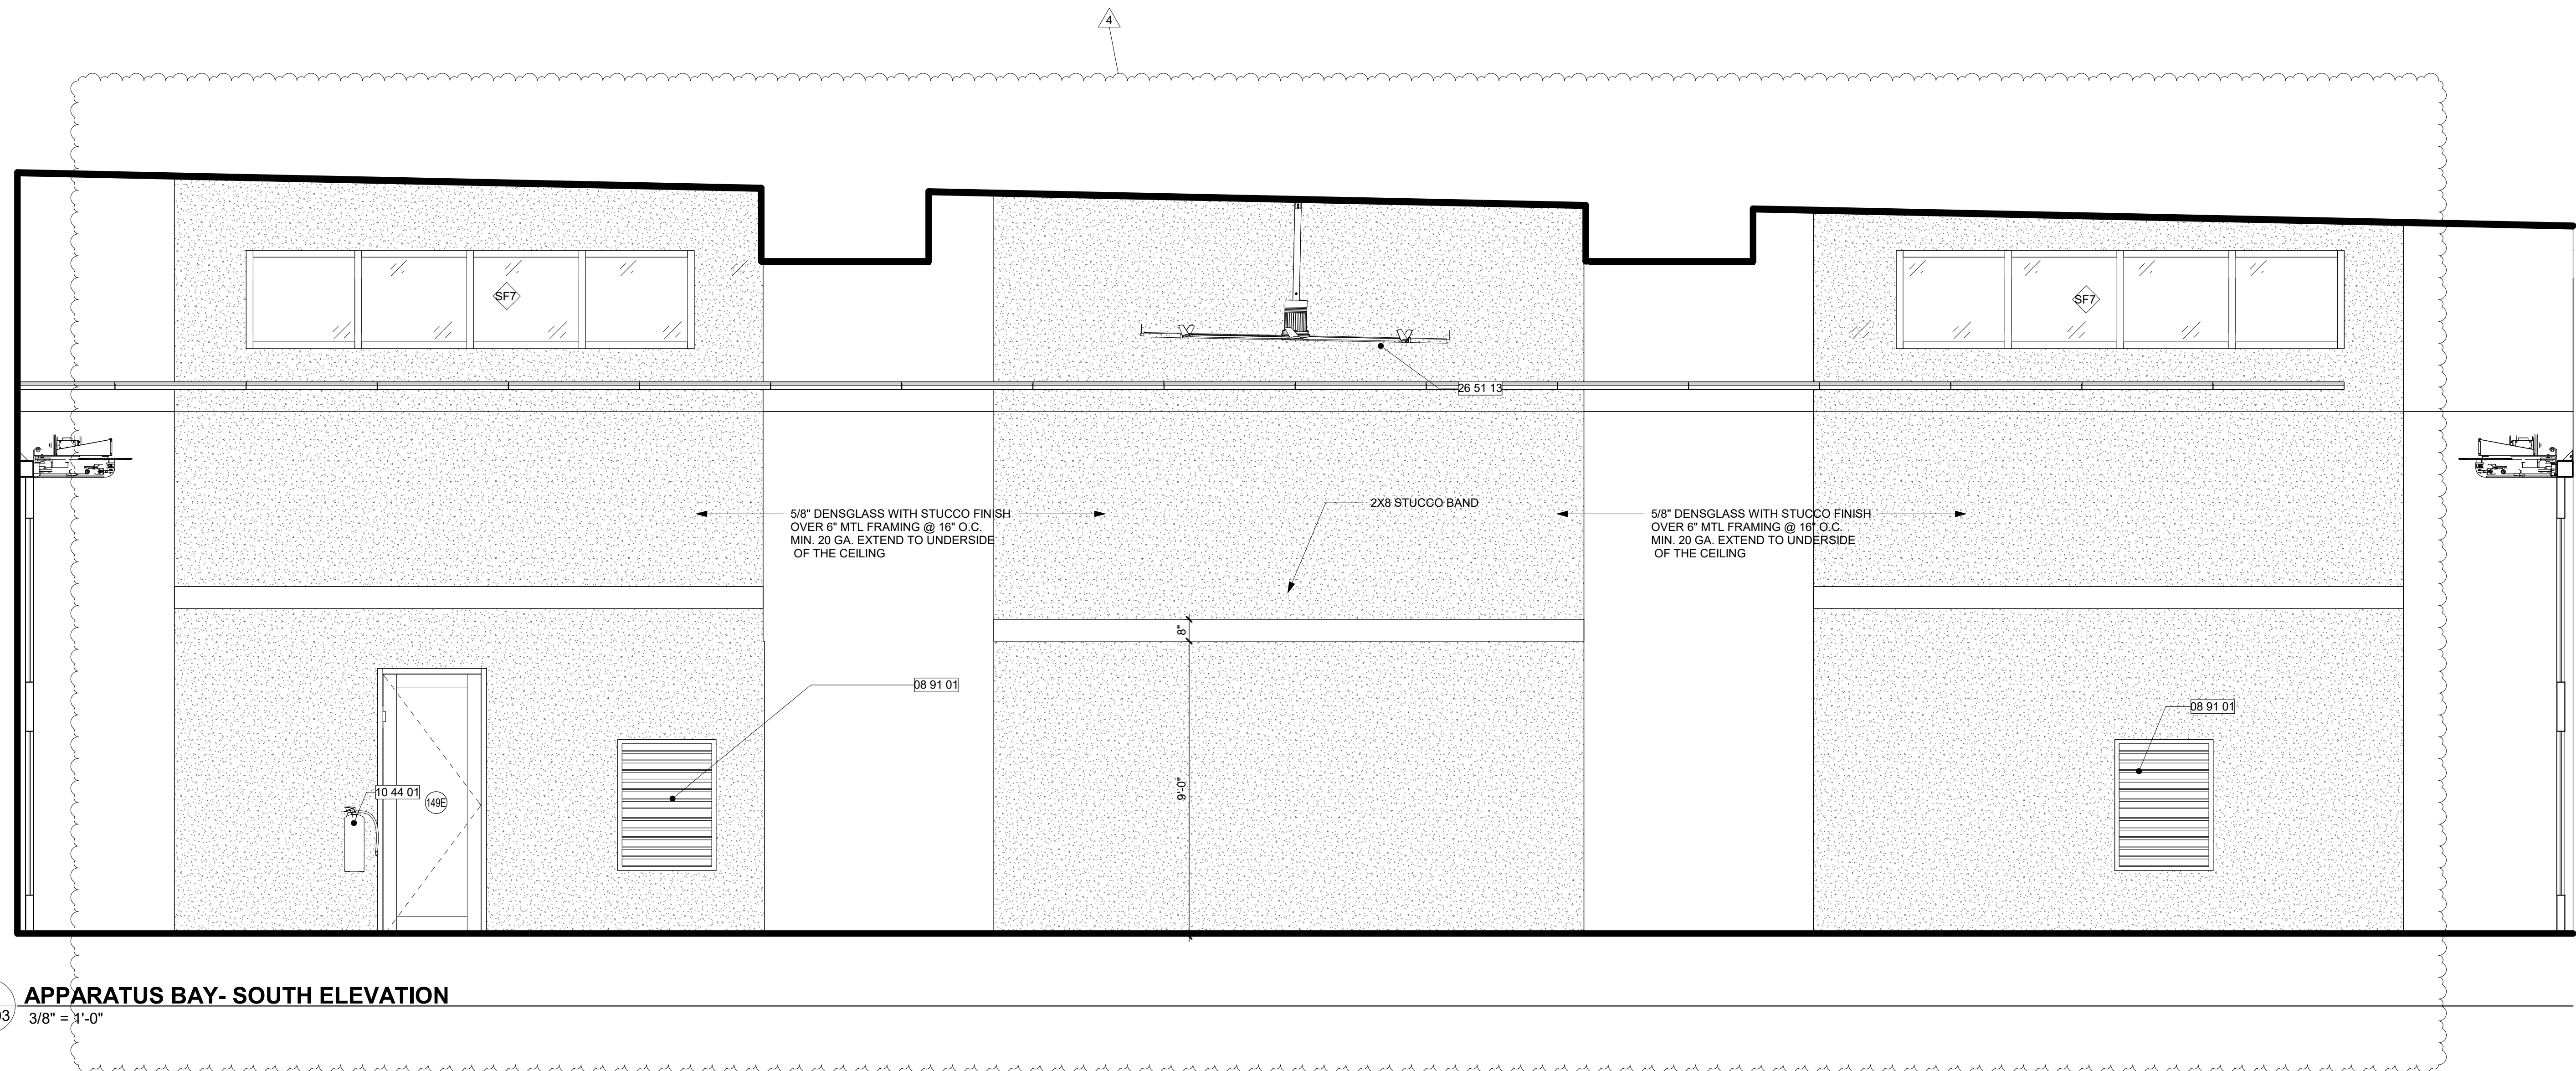 4
SF7
SF7
26 51 13
5/8" DENSGLASS WITH STUCCO FINISH
OVER 6" MTL FRAMING @ 16" O.C.
MIN. 20 GA. EXTEND TO UNDERSIDE
OF THE CEILING
2X8 STUCCO BAND
5/8" DENSGLASS WITH STUCCO FINISH
OVER 6" MTL FRAMING @ 16" O.C.
MIN. 20 GA. EXTEND TO UNDERSIDE
OF THE CEILING
8"
08 91 01
08 91 01
9'-0"
10 44 01
149E
APPARATUS BAY- SOUTH ELEVATION
3/8" = 1'-0"